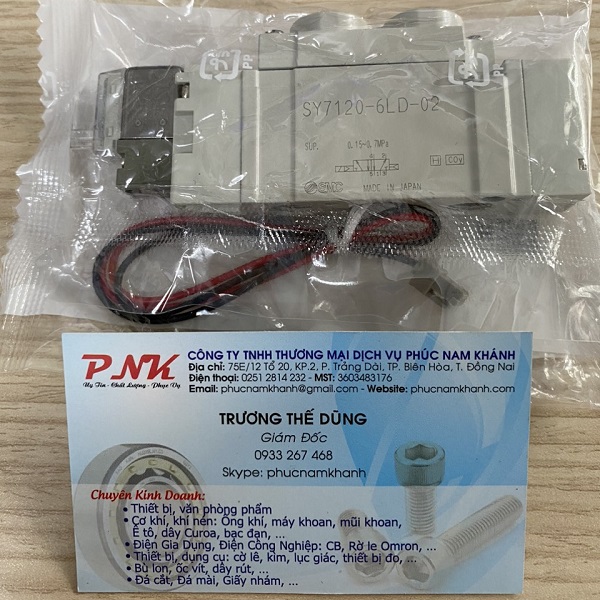 SY7120-6LD-02
SUP. 0.15~0.7MPa
SMC MADE IN JAPAN
PP
PP
PNK
Uy Tín - Chất Lượng - Phục Vụ
CÔNG TY TNHH THƯƠNG MẠI DỊCH VỤ PHÚC NAM KHÁNH
Địa chỉ: 75E/12 Tổ 20, KP.2, P. Trảng Dài, TP. Biên Hòa, T. Đồng Nai
Điện thoại: 0251 2814 232 - MST: 3603483176
Email: phucnamkhanh@gmail.com - Website: phucnamkhanh.com
TRƯƠNG THẾ DŨNG
Giám Đốc
0933 267 468
Skype: phucnamkhanh
Chuyên Kinh Doanh:
• Thiết bị, văn phòng phẩm
• Cơ khí, khí nén: Ống khí, máy khoan, mũi khoan,
Ê tô, dây Curoa, bạc đạn, ...
• Điện Gia Dụng, Điện Công Nghiệp: CB, Rờ le Omron, ...
• Thiết bị, dụng cụ: cờ lê, kìm, lục giác, thiết bị đo, ...
• Bù lon, ốc vít, dây rút, ...
• Đá cắt, Đá mài, Giấy nhám, ...